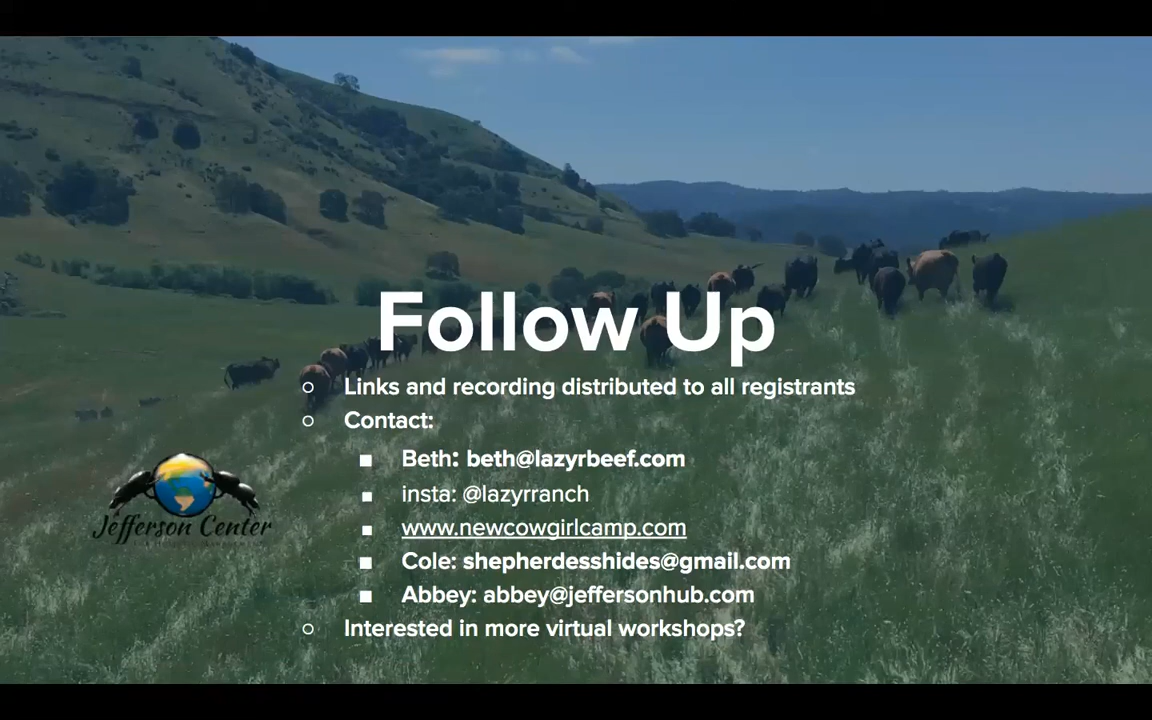 Follow Up
Links and recording distributed to all registrants
Contact:
Beth: beth@lazyrbeef.com
insta: @lazyrranch
www.newcowgirlcamp.com
Cole: shepherdesshides@gmail.com
Abbey: abbey@jeffersonhub.com
Interested in more virtual workshops?
Jefferson Center